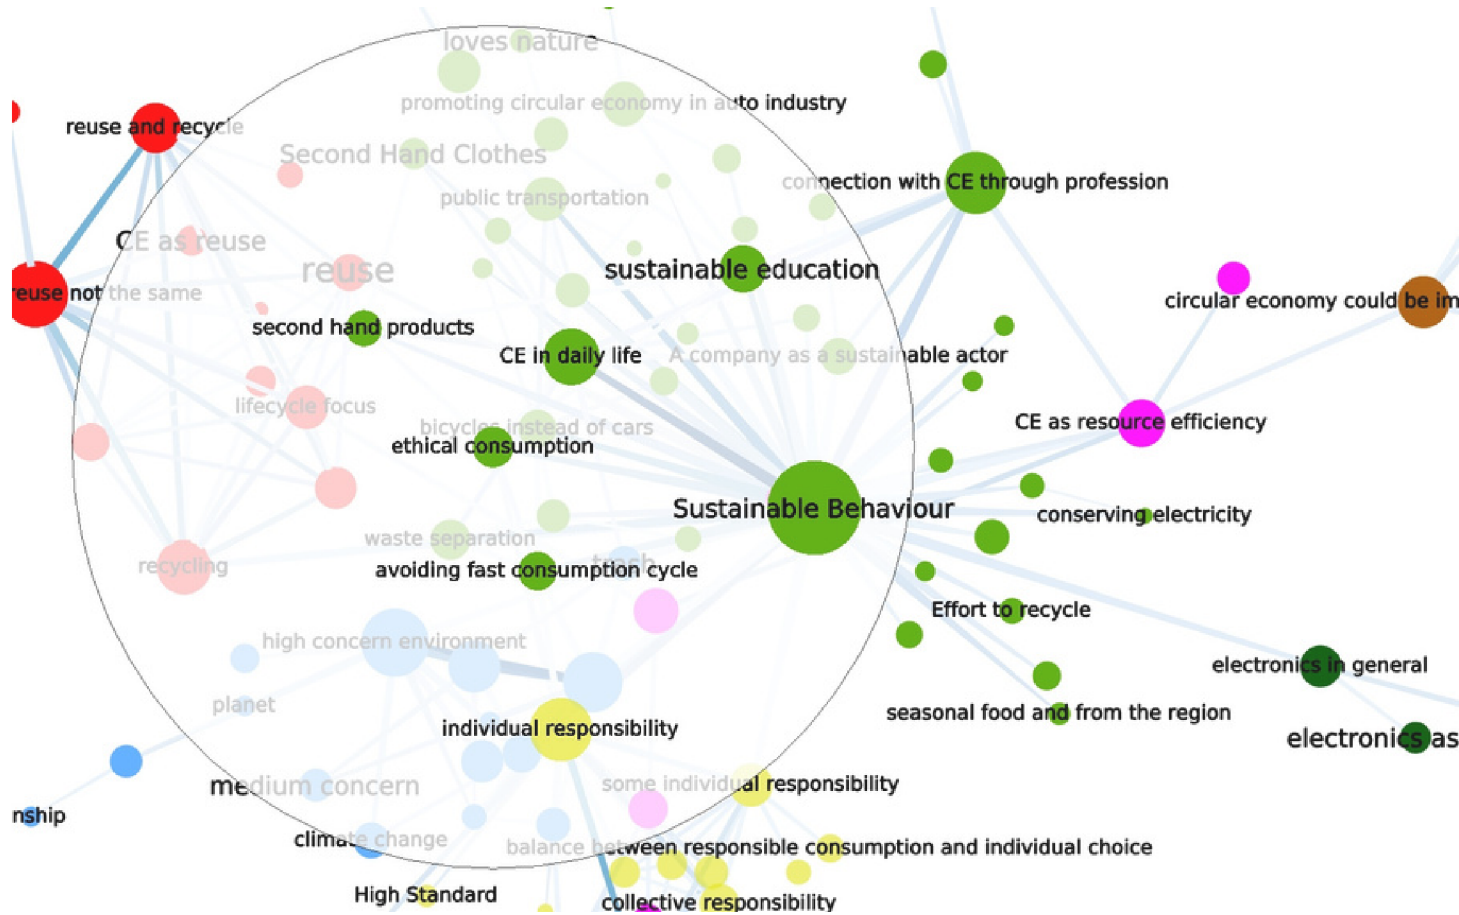 loves nature
promoting circular economy in auto industry
reuse and recycle
Second Hand Clothes
connection with CE through profession
public transportation
CE as reuse
reuse
sustainable education
reuse not the same
circular economy could be im
second hand products
CE in daily life
A company as a sustainable actor
lifecycle focus
bicycles instead of cars
CE as resource efficiency
ethical consumption
Sustainable Behaviour
conserving electricity
waste separation
trash
recycling
avoiding fast consumption cycle
Effort to recycle
high concern environment
electronics in general
planet
seasonal food and from the region
individual responsibility
electronics as
medium concern
some individual responsibility
nship
climate change
balance between responsible consumption and individual choice
High Standard
collective responsibility